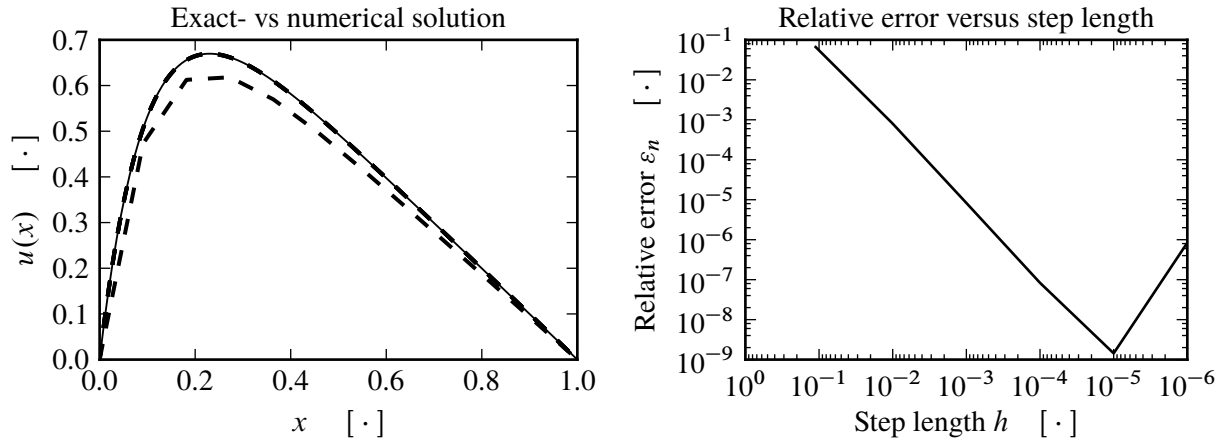 Exact- vs numerical solution
0.7
0.6
0.5
0.4
0.3
0.2
0.1
0.0
u(x) [ · ]
0.0 0.2 0.4 0.6 0.8 1.0
x [ · ]
Relative error versus step length
10⁻¹
10⁻²
10⁻³
10⁻⁴
10⁻⁵
10⁻⁶
10⁻⁷
10⁻⁸
10⁻⁹
Relative error εₙ [ · ]
10⁰ 10⁻¹ 10⁻² 10⁻³ 10⁻⁴ 10⁻⁵ 10⁻⁶
Step length h [ · ]